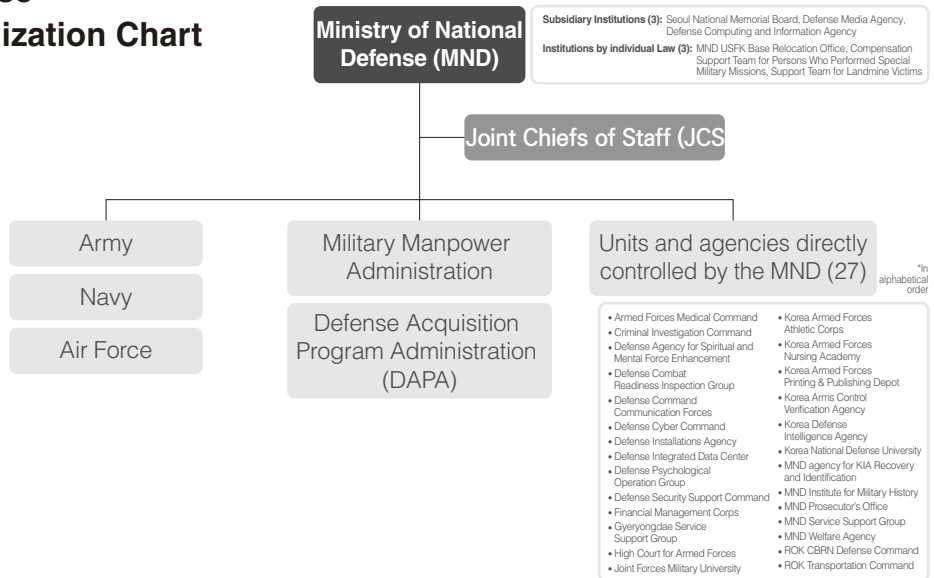 ization Chart
Ministry of National
Defense (MND)
Subsidiary Institutions (3): Seoul National Memorial Board, Defense Media Agency,
Defense Computing and Information Agency
Institutions by individual Law (3): MND USFK Base Relocation Office, Compensation
Support Team for Persons Who Performed Special
Military Missions, Support Team for Landmine Victims
Joint Chiefs of Staff (JCS
Army
Navy
Air Force
Military Manpower
Administration
Defense Acquisition
Program Administration
(DAPA)
Units and agencies directly
controlled by the MND (27)
*In
alphabetical
order
• Armed Forces Medical Command
• Criminal Investigation Command
• Defense Agency for Spiritual and
Mental Force Enhancement
• Defense Combat
Readiness Inspection Group
• Defense Command
Communication Forces
• Defense Cyber Command
• Defense Installations Agency
• Defense Integrated Data Center
• Defense Psychological
Operation Group
• Defense Security Support Command
• Financial Management Corps
• Gyeryongdae Service
Support Group
• High Court for Armed Forces
• Joint Forces Military University
• Korea Armed Forces
Athletic Corps
• Korea Armed Forces
Nursing Academy
• Korea Armed Forces
Printing & Publishing Depot
• Korea Arms Control
Verification Agency
• Korea Defense
Intelligence Agency
• Korea National Defense University
• MND agency for KIA Recovery
and Identification
• MND Institute for Military History
• MND Prosecutor's Office
• MND Service Support Group
• MND Welfare Agency
• ROK CBRN Defense Command
• ROK Transportation Command